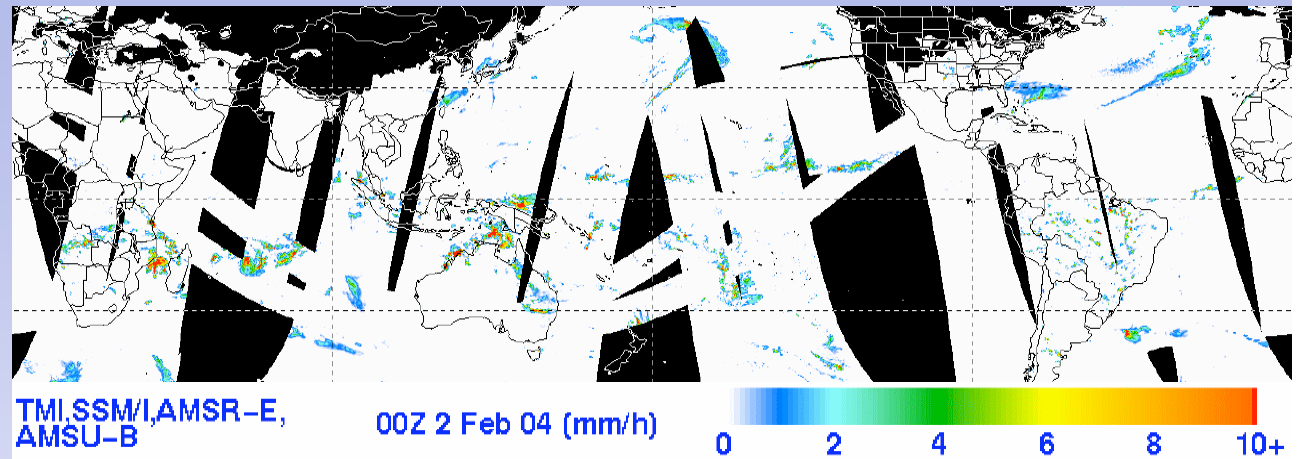 TMI,SSM/I,AMSR-E,
AMSU-B
00Z 2 Feb 04 (mm/h)
0 2 4 6 8 10+